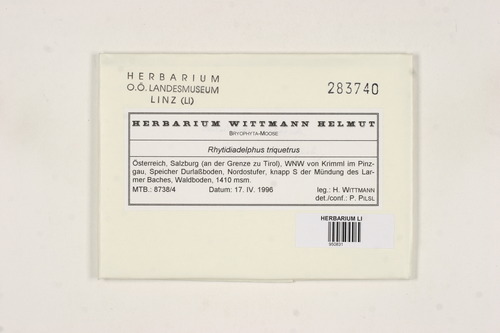 HERBARIUM
O.Ö. LANDESMUSEUM
LINZ (LI)
283740
HERBARIUM WITTMANN HELMUT
BRYOPHYTA-MOOSE
Rhytidiadelphus triquetrus
Österreich, Salzburg (an der Grenze zu Tirol), WNW von Krimml im Pinz-
gau, Speicher Durlaßboden, Nordostufer, knapp S der Mündung des Lar-
mer Baches, Waldboden, 1410 msm.
MTB.: 8738/4 Datum: 17. IV. 1996 leg.: H. WITTMANN
det./conf.: P. PILSL
HERBARIUM LI
950831